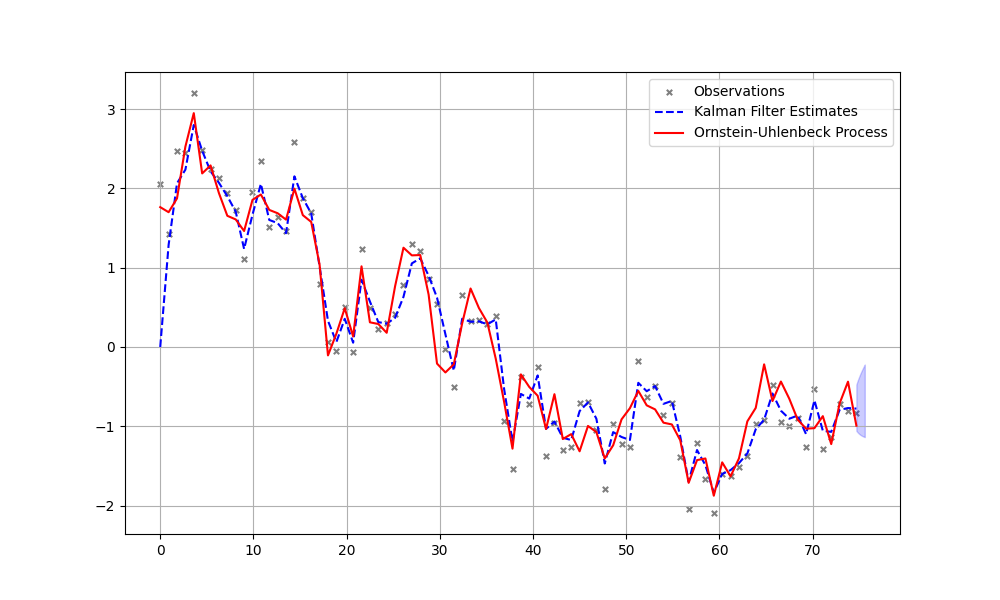 Observations
Kalman Filter Estimates
Ornstein-Uhlenbeck Process
3
2
1
0
−1
−2
0 10 20 30 40 50 60 70